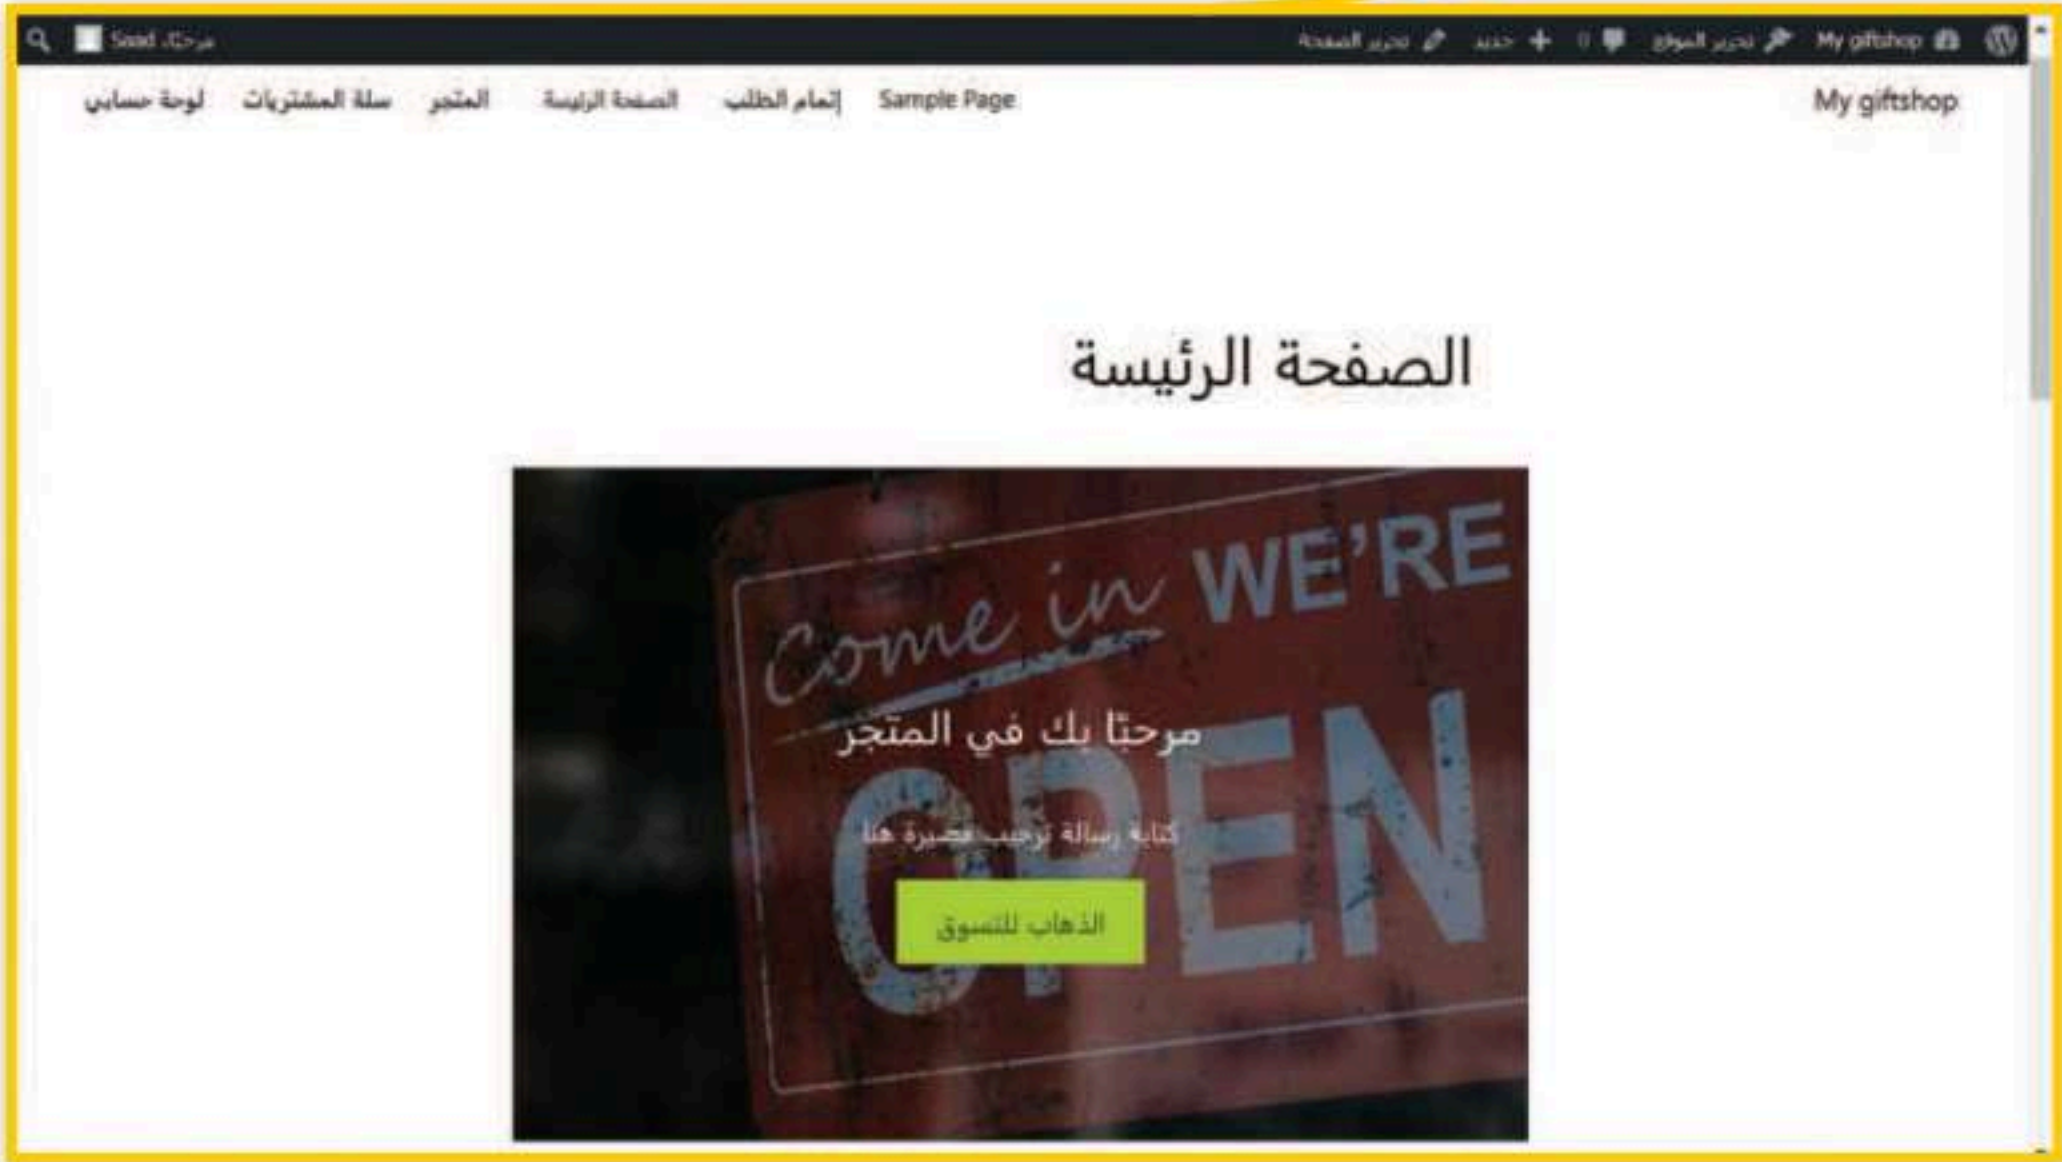 My giftshop تحرير الموقع 0 جديد تحرير الصفحة مرحبًا، Saad
My giftshop Sample Page إتمام الطلب الصفحة الرئيسة المتجر سلة المشتريات لوحة حسابي
الصفحة الرئيسة
Come in WE'RE
OPEN
مرحبًا بك في المتجر
كتابة رسالة ترحيب قصيرة هنا
الذهاب للتسوق